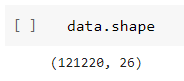 [ ] data.shape
(121220, 26)